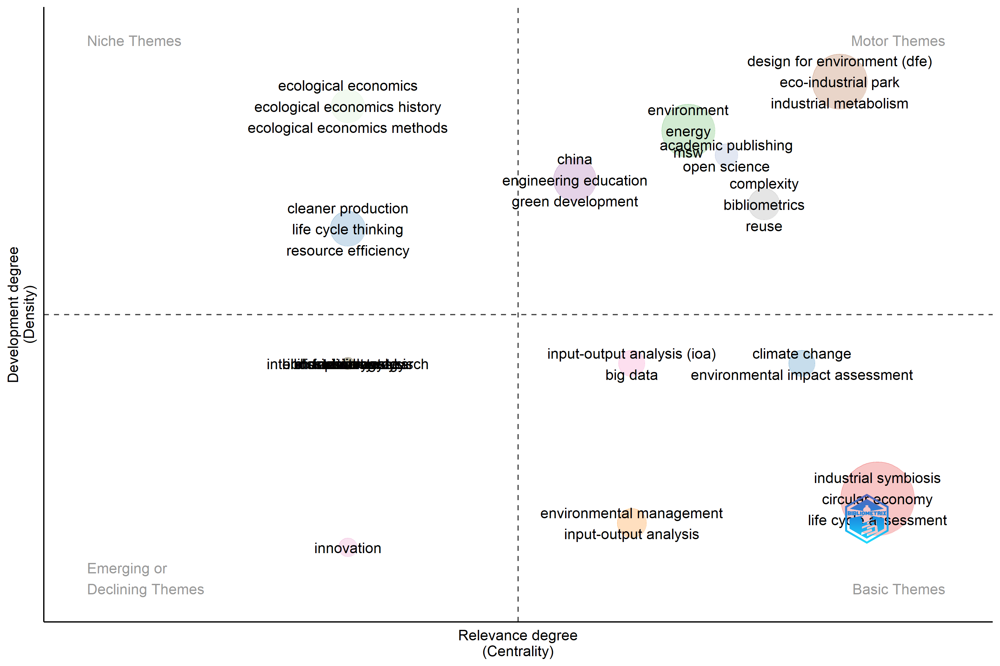 Niche Themes
Motor Themes
design for environment (dfe)
eco-industrial park
industrial metabolism
ecological economics
ecological economics history
ecological economics methods
environment
energy
msw
academic publishing
open science
china
engineering education
green development
complexity
bibliometrics
reuse
cleaner production
life cycle thinking
resource efficiency
Development degree
(Density)
input-output analysis (ioa)
big data
climate change
environmental impact assessment
industrial symbiosis
circular economy
life cycle assessment
BIBLIOMETRIX
environmental management
input-output analysis
innovation
Emerging or
Declining Themes
Basic Themes
Relevance degree
(Centrality)